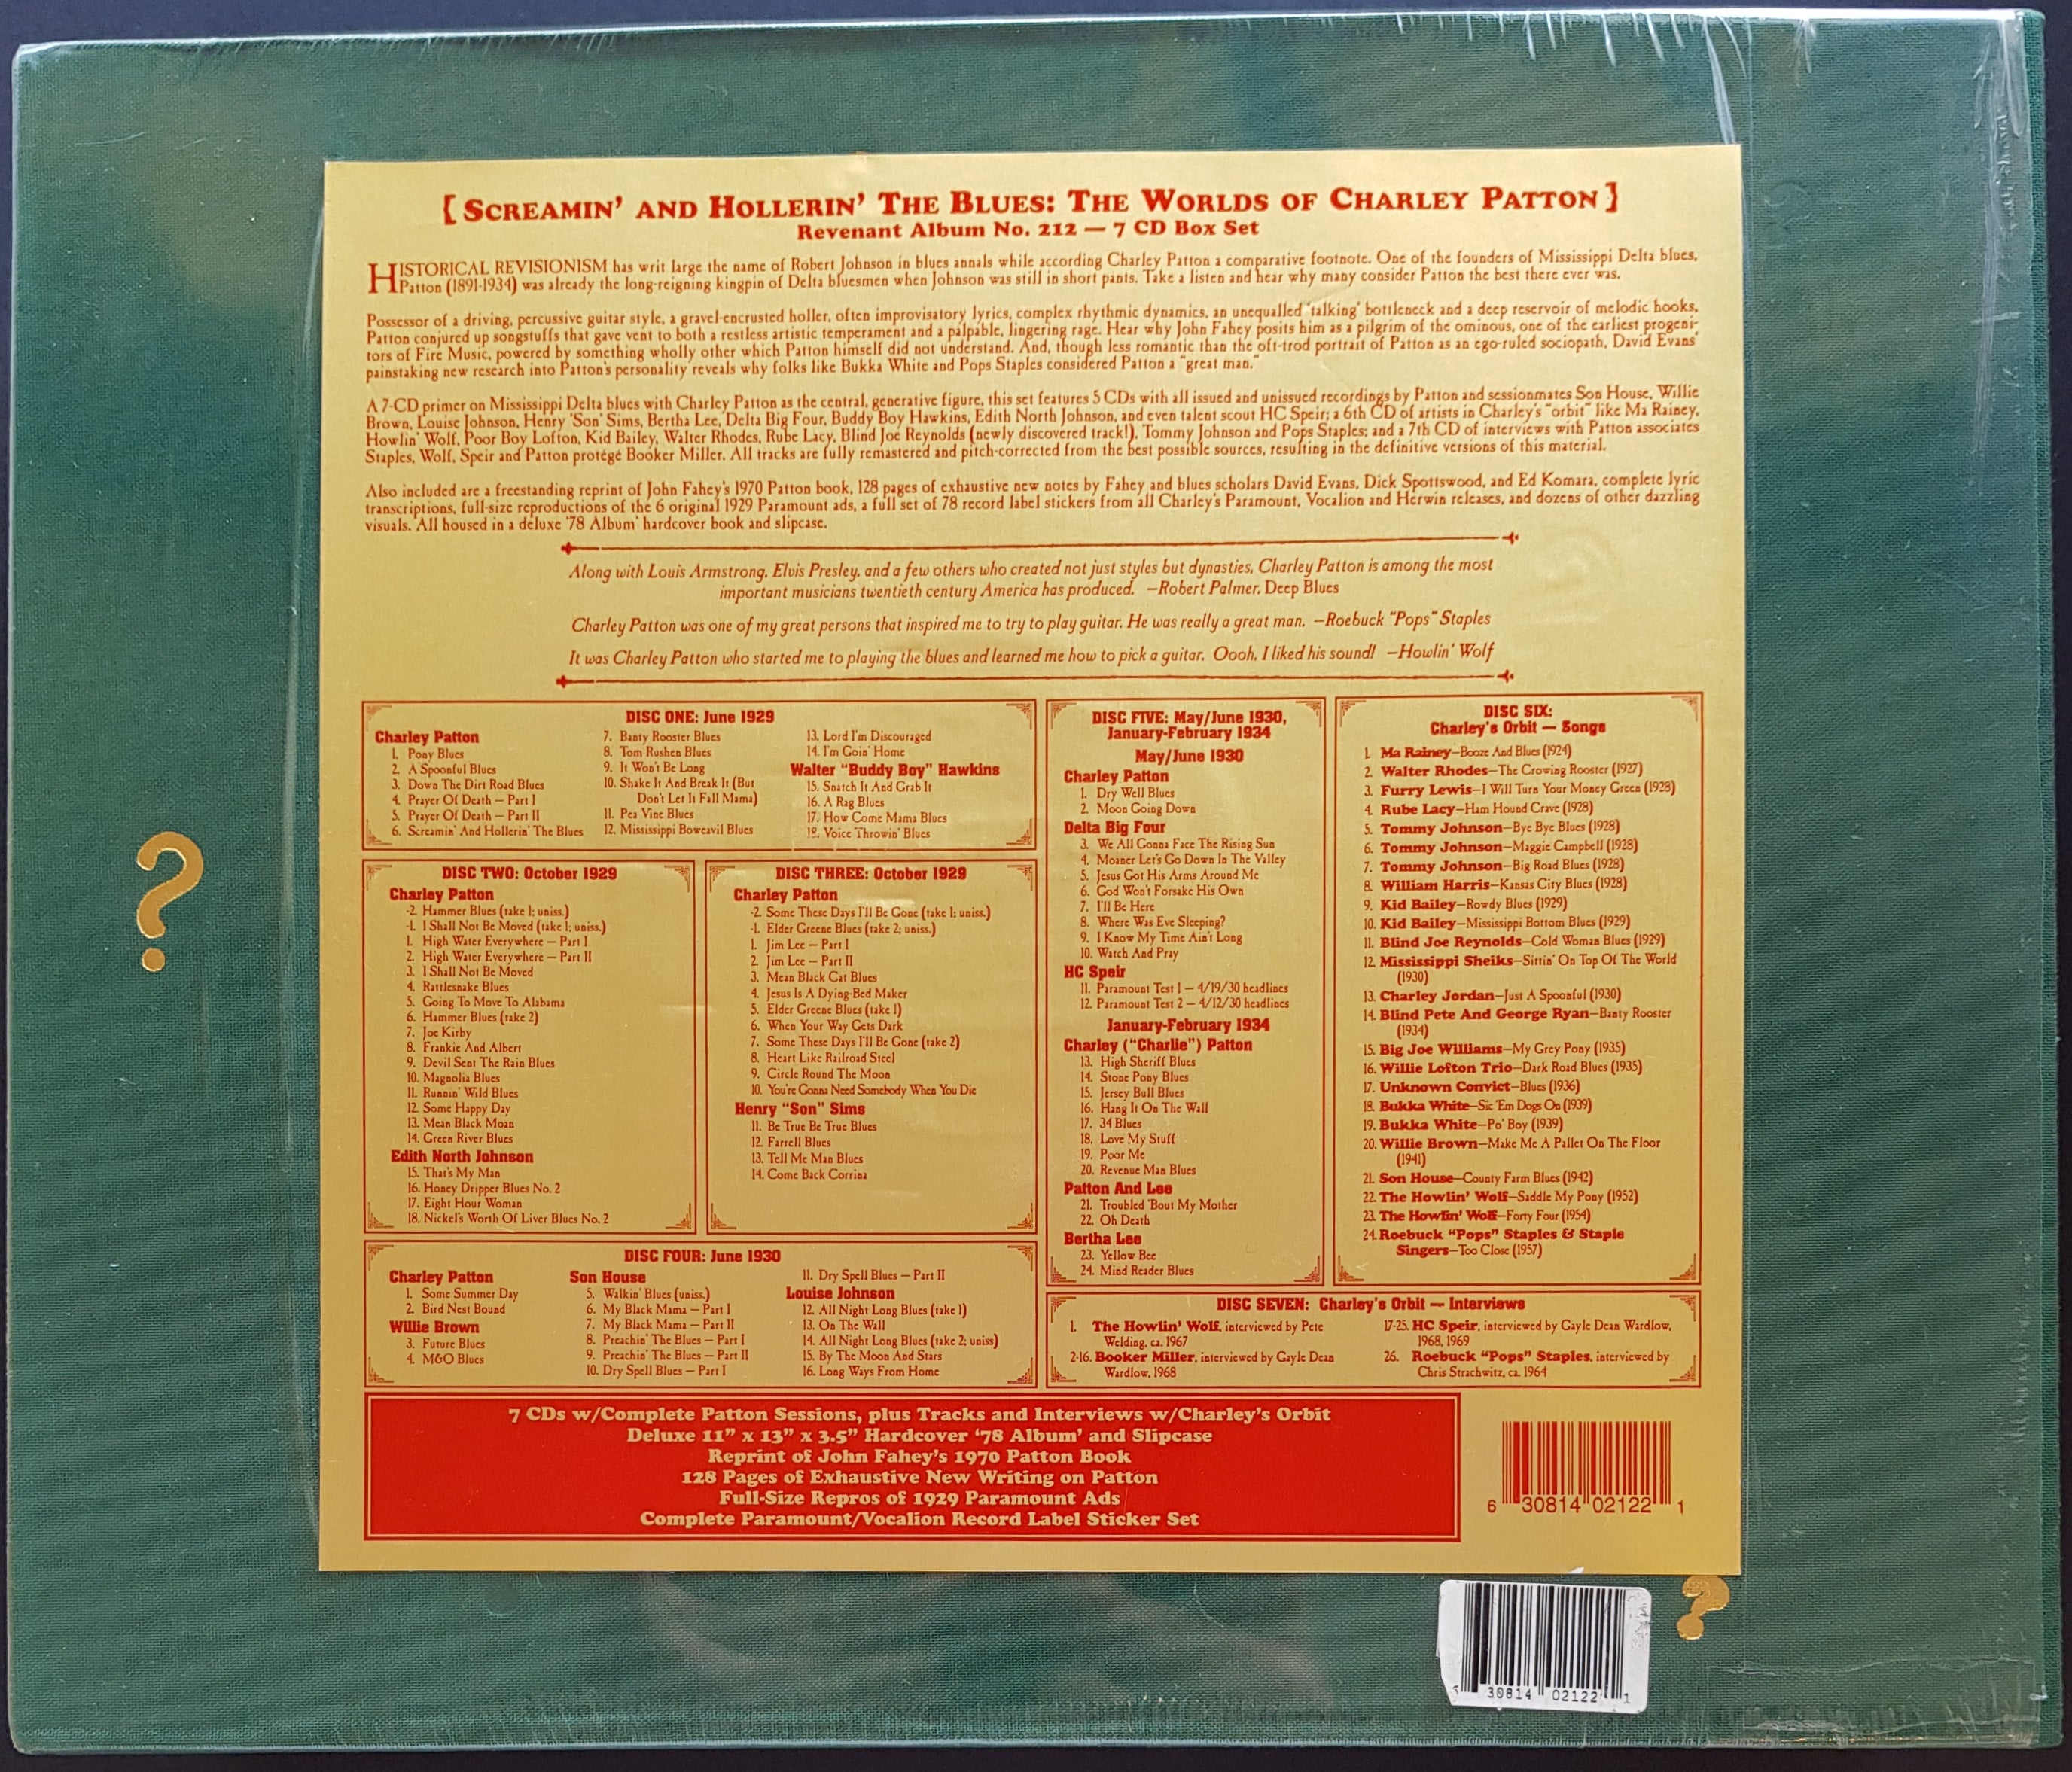 [ Screamin' and Hollerin' The Blues: The Worlds of Charley Patton ]
Revenant Album No. 212 — 7 CD Box Set
HISTORICAL REVISIONISM has writ large the name of Robert Johnson in blues annals while according Charley Patton a comparative footnote. One of the founders of Mississippi Delta blues,
Patton (1891-1934) was already the long-reigning kingpin of Delta bluesmen when Johnson was still in short pants. Take a listen and hear why many consider Patton the best there ever was.
Possessor of a driving, percussive guitar style, a gravel-encrusted holler, often improvisatory lyrics, complex rhythmic dynamics, an unequalled 'talking' bottleneck and a deep reservoir of melodic hooks,
Patton conjured up songstuffs that gave vent to both a restless artistic temperament and a palpable, lingering rage. Hear why John Fahey posits him as a pilgrim of the ominous, one of the earliest progeni-
tors of Fire Music, powered by something wholly other which Patton himself did not understand. And, though less romantic than the oft-trod portrait of Patton as an ego-ruled sociopath, David Evans'
painstaking new research into Patton's personality reveals why folks like Bukka White and Pops Staples considered Patton a "great man."
A 7-CD primer on Mississippi Delta blues with Charley Patton as the central, generative figure, this set features 5 CDs with all issued and unissued recordings by Patton and sessionmates Son House, Willie
Brown, Louise Johnson, Henry 'Son' Sims, Bertha Lee, Delta Big Four, Buddy Boy Hawkins, Edith North Johnson, and even talent scout HC Speir; a 6th CD of artists in Charley's "orbit" like Ma Rainey,
Howlin' Wolf, Poor Boy Lofton, Kid Bailey, Walter Rhodes, Rube Lacy, Blind Joe Reynolds (newly discovered track!), Tommy Johnson and Pops Staples; and a 7th CD of interviews with Patton associates
Staples, Wolf, Speir and Patton protégé Booker Miller. All tracks are fully remastered and pitch-corrected from the best possible sources, resulting in the definitive versions of this material.
Also included are a freestanding reprint of John Fahey's 1970 Patton book, 128 pages of exhaustive new notes by Fahey and blues scholars David Evans, Dick Spottswood, and Ed Komara, complete lyric
transcriptions, full-size reproductions of the 6 original 1929 Paramount ads, a full set of 78 record label stickers from all Charley's Paramount, Vocalion and Herwin releases, and dozens of other dazzling
visuals. All housed in a deluxe '78 Album' hardcover book and slipcase.
Along with Louis Armstrong, Elvis Presley, and a few others who created not just styles but dynasties, Charley Patton is among the most
important musicians twentieth century America has produced. —Robert Palmer, Deep Blues
Charley Patton was one of my great persons that inspired me to try to play guitar. He was really a great man. —Roebuck "Pops" Staples
It was Charley Patton who started me to playing the blues and learned me how to pick a guitar. Oooh, I liked his sound! —Howlin' Wolf
DISC ONE: June 1929
Charley Patton
1. Pony Blues
2. A Spoonful Blues
3. Down The Dirt Road Blues
4. Prayer Of Death — Part I
5. Prayer Of Death — Part II
6. Screamin' And Hollerin' The Blues
7. Banty Rooster Blues
8. Tom Rushen Blues
9. It Won't Be Long
10. Shake It And Break It (But
Don't Let It Fall Mama)
11. Pea Vine Blues
12. Mississippi Boweavil Blues
13. Lord I'm Discouraged
14. I'm Goin' Home
Walter "Buddy Boy" Hawkins
15. Snatch It And Grab It
16. A Rag Blues
17. How Come Mama Blues
18. Voice Throwin' Blues
DISC TWO: October 1929
Charley Patton
-2. Hammer Blues (take 1; uniss.)
-1. I Shall Not Be Moved (take 1; uniss.)
1. High Water Everywhere — Part I
2. High Water Everywhere — Part II
3. I Shall Not Be Moved
4. Rattlesnake Blues
5. Going To Move To Alabama
6. Hammer Blues (take 2)
7. Joe Kirby
8. Frankie And Albert
9. Devil Sent The Rain Blues
10. Magnolia Blues
11. Runnin' Wild Blues
12. Some Happy Day
13. Mean Black Moan
14. Green River Blues
Edith North Johnson
15. That's My Man
16. Honey Dripper Blues No. 2
17. Eight Hour Woman
18. Nickel's Worth Of Liver Blues No. 2
DISC THREE: October 1929
Charley Patton
-2. Some These Days I'll Be Gone (take 1; uniss.)
-1. Elder Greene Blues (take 2; uniss.)
1. Jim Lee — Part I
2. Jim Lee — Part II
3. Mean Black Cat Blues
4. Jesus Is A Dying-Bed Maker
5. Elder Greene Blues (take 1)
6. When Your Way Gets Dark
7. Some These Days I'll Be Gone (take 2)
8. Heart Like Railroad Steel
9. Circle Round The Moon
10. You're Gonna Need Somebody When You Die
Henry "Son" Sims
11. Be True Be True Blues
12. Farrell Blues
13. Tell Me Man Blues
14. Come Back Corrina
DISC FOUR: June 1930
Charley Patton
1. Some Summer Day
2. Bird Nest Bound
Willie Brown
3. Future Blues
4. M&O Blues
Son House
5. Walkin' Blues (uniss.)
6. My Black Mama — Part I
7. My Black Mama — Part II
8. Preachin' The Blues — Part I
9. Preachin' The Blues — Part II
10. Dry Spell Blues — Part I
11. Dry Spell Blues — Part II
Louise Johnson
12. All Night Long Blues (take 1)
13. On The Wall
14. All Night Long Blues (take 2; uniss)
15. By The Moon And Stars
16. Long Ways From Home
DISC FIVE: May/June 1930,
January-February 1934
May/June 1930
Charley Patton
1. Dry Well Blues
2. Moon Going Down
Delta Big Four
3. We All Gonna Face The Rising Sun
4. Moaner Let's Go Down In The Valley
5. Jesus Got His Arms Around Me
6. God Won't Forsake His Own
7. I'll Be Here
8. Where Was Eve Sleeping?
9. I Know My Time Ain't Long
10. Watch And Pray
HC Speir
11. Paramount Test 1 — 4/19/30 headlines
12. Paramount Test 2 — 4/12/30 headlines
January-February 1934
Charley ("Charlie") Patton
13. High Sheriff Blues
14. Stone Pony Blues
15. Jersey Bull Blues
16. Hang It On The Wall
17. 34 Blues
18. Love My Stuff
19. Poor Me
20. Revenue Man Blues
Patton And Lee
21. Troubled 'Bout My Mother
22. Oh Death
Bertha Lee
23. Yellow Bee
24. Mind Reader Blues
DISC SIX:
Charley's Orbit — Songs
1. Ma Rainey—Booze And Blues (1924)
2. Walter Rhodes—The Crowing Rooster (1927)
3. Furry Lewis—I Will Turn Your Money Green (1928)
4. Rube Lacy—Ham Hound Crave (1928)
5. Tommy Johnson—Bye Bye Blues (1928)
6. Tommy Johnson—Maggie Campbell (1928)
7. Tommy Johnson—Big Road Blues (1928)
8. William Harris—Kansas City Blues (1928)
9. Kid Bailey—Rowdy Blues (1929)
10. Kid Bailey—Mississippi Bottom Blues (1929)
11. Blind Joe Reynolds—Cold Woman Blues (1929)
12. Mississippi Sheiks—Sittin' On Top Of The World
(1930)
13. Charley Jordan—Just A Spoonful (1930)
14. Blind Pete And George Ryan—Banty Rooster
(1934)
15. Big Joe Williams—My Grey Pony (1935)
16. Willie Lofton Trio—Dark Road Blues (1935)
17. Unknown Convict—Blues (1936)
18. Bukka White—Sic 'Em Dogs On (1939)
19. Bukka White—Po' Boy (1939)
20. Willie Brown—Make Me A Pallet On The Floor
(1941)
21. Son House—County Farm Blues (1942)
22. The Howlin' Wolf—Saddle My Pony (1952)
23. The Howlin' Wolf—Forty Four (1954)
24. Roebuck "Pops" Staples & Staple
Singers—Too Close (1957)
DISC SEVEN: Charley's Orbit — Interviews
1. The Howlin' Wolf, interviewed by Pete
Welding, ca. 1967
2-16. Booker Miller, interviewed by Gayle Dean
Wardlow, 1968
17-25. HC Speir, interviewed by Gayle Dean Wardlow,
1968, 1969
26. Roebuck "Pops" Staples, interviewed by
Chris Strachwitz, ca. 1964
7 CDs w/Complete Patton Sessions, plus Tracks and Interviews w/Charley's Orbit
Deluxe 11" x 13" x 3.5" Hardcover '78 Album' and Slipcase
Reprint of John Fahey's 1970 Patton Book
128 Pages of Exhaustive New Writing on Patton
Full-Size Repros of 1929 Paramount Ads
Complete Paramount/Vocalion Record Label Sticker Set
6 30814 02122 1
?
?
30814 02122 1